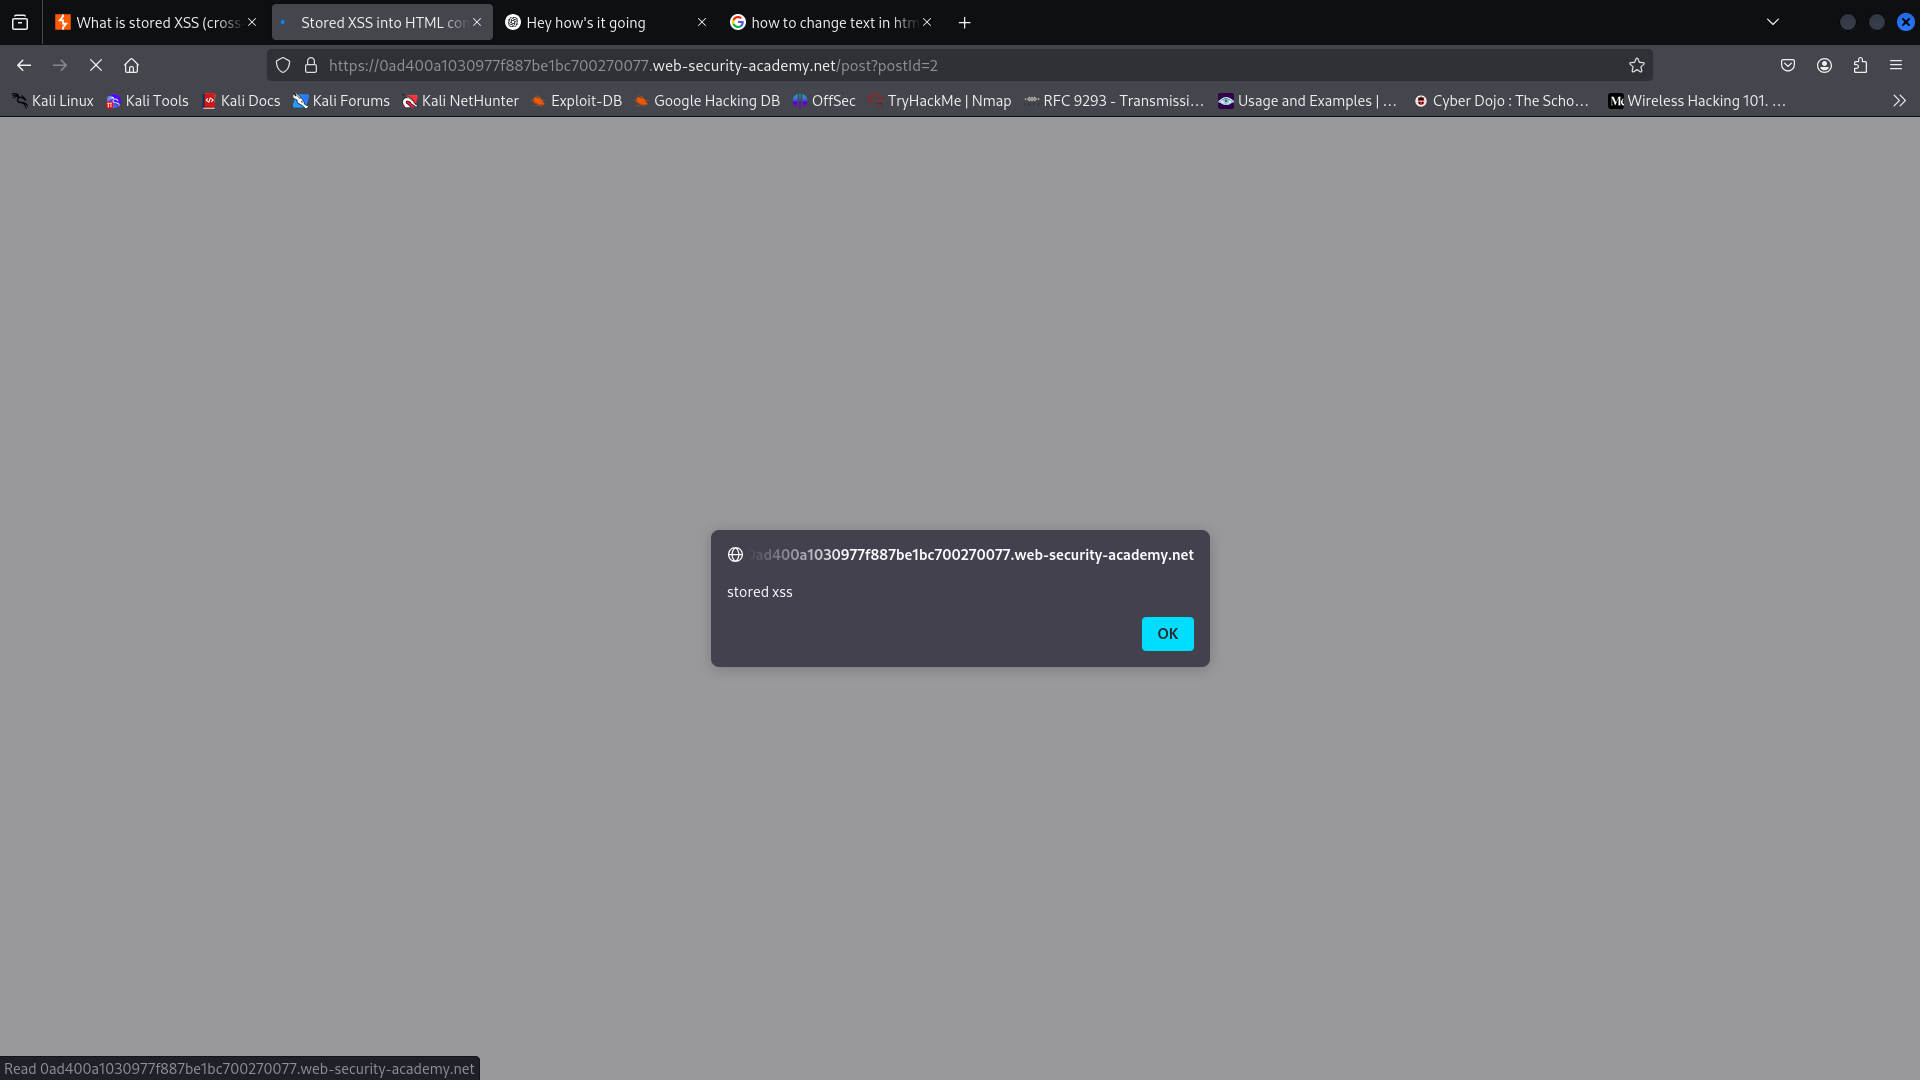 What is stored XSS (cross
Stored XSS into HTML con
Hey how's it going
how to change text in htm
https://0ad400a1030977f887be1bc700270077.web-security-academy.net/post?postId=2
Kali Linux
Kali Tools
Kali Docs
Kali Forums
Kali NetHunter
Exploit-DB
Google Hacking DB
OffSec
TryHackMe | Nmap
RFC 9293 - Transmissi…
Usage and Examples | …
Cyber Dojo : The Scho…
Wireless Hacking 101. …
0ad400a1030977f887be1bc700270077.web-security-academy.net
stored xss
OK
Read 0ad400a1030977f887be1bc700270077.web-security-academy.net